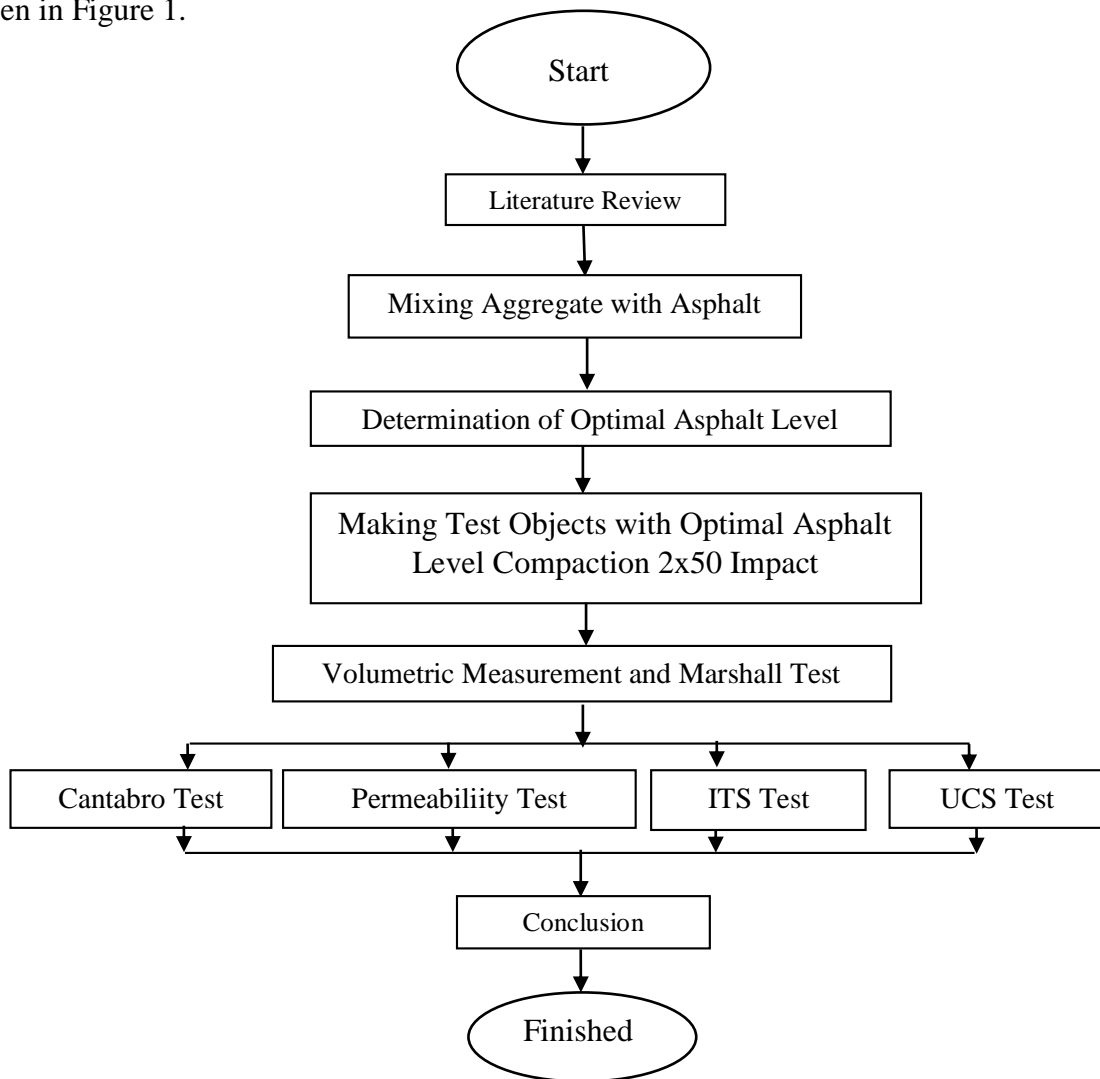 en in Figure 1.
Start
Literature Review
Mixing Aggregate with Asphalt
Determination of Optimal Asphalt Level
Making Test Objects with Optimal Asphalt
Level Compaction 2x50 Impact
Volumetric Measurement and Marshall Test
Cantabro Test
Permeabiliity Test
ITS Test
UCS Test
Conclusion
Finished